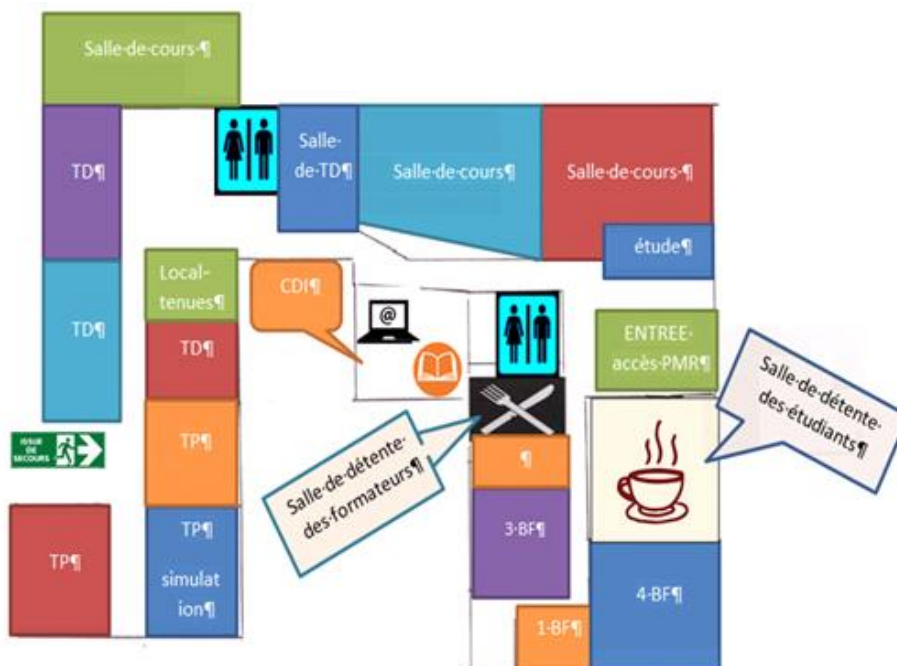 Salle·de·cours·¶
TD¶
Salle·
de·TD¶
Salle·de·cours¶
Salle·de·cours·¶
étude¶
Local·
tenues¶
CDI¶
@
TD¶
TD¶
ENTREE·
accès·PMR¶
Salle·de·détente·
des·étudiants¶
TP¶
ISSUE
DE
SECOURS
Salle·de·détente·
des·formateurs¶
¶
TP¶
TP¶
simulat
ion¶
3·BF¶
4·BF¶
1·BF¶